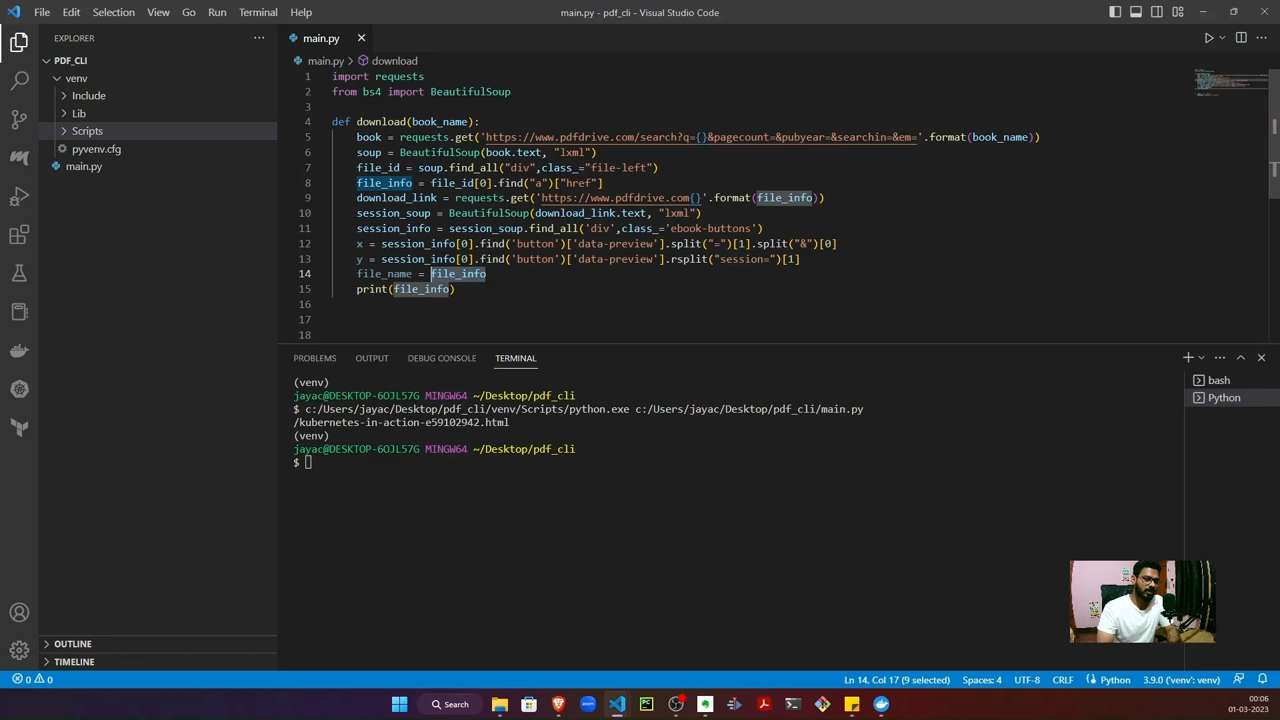 File Edit Selection View Go Run Terminal Help
main.py - pdf_cli - Visual Studio Code
EXPLORER
PDF_CLI
venv
Include
Lib
Scripts
pyvenv.cfg
main.py
OUTLINE
TIMELINE
main.py
main.py > download
1 import requests
2 from bs4 import BeautifulSoup
3
4 def download(book_name):
5 book = requests.get('https://www.pdfdrive.com/search?q={}&pagecount=&pubyear=&searchin=&em='.format(book_name))
6 soup = BeautifulSoup(book.text, "lxml")
7 file_id = soup.find_all("div",class_="file-left")
8 file_info = file_id[0].find("a")["href"]
9 download_link = requests.get('https://www.pdfdrive.com{}'.format(file_info))
10 session_soup = BeautifulSoup(download_link.text, "lxml")
11 session_info = session_soup.find_all('div',class_='ebook-buttons')
12 x = session_info[0].find('button')['data-preview'].split("=")[1].split("&")[0]
13 y = session_info[0].find('button')['data-preview'].rsplit("session=")[1]
14 file_name = file_info
15 print(file_info)
16
17
18
PROBLEMS OUTPUT DEBUG CONSOLE TERMINAL
(venv)
jayac@DESKTOP-6OJL57G MINGW64 ~/Desktop/pdf_cli
$ c:/Users/jayac/Desktop/pdf_cli/venv/Scripts/python.exe c:/Users/jayac/Desktop/pdf_cli/main.py
/kubernetes-in-action-e59102942.html
(venv)
jayac@DESKTOP-6OJL57G MINGW64 ~/Desktop/pdf_cli
$
bash
Python
0 0
Ln 14, Col 17 (9 selected) Spaces: 4 UTF-8 CRLF Python 3.9.0 ('venv': venv)
Search
00:06
01-03-2023